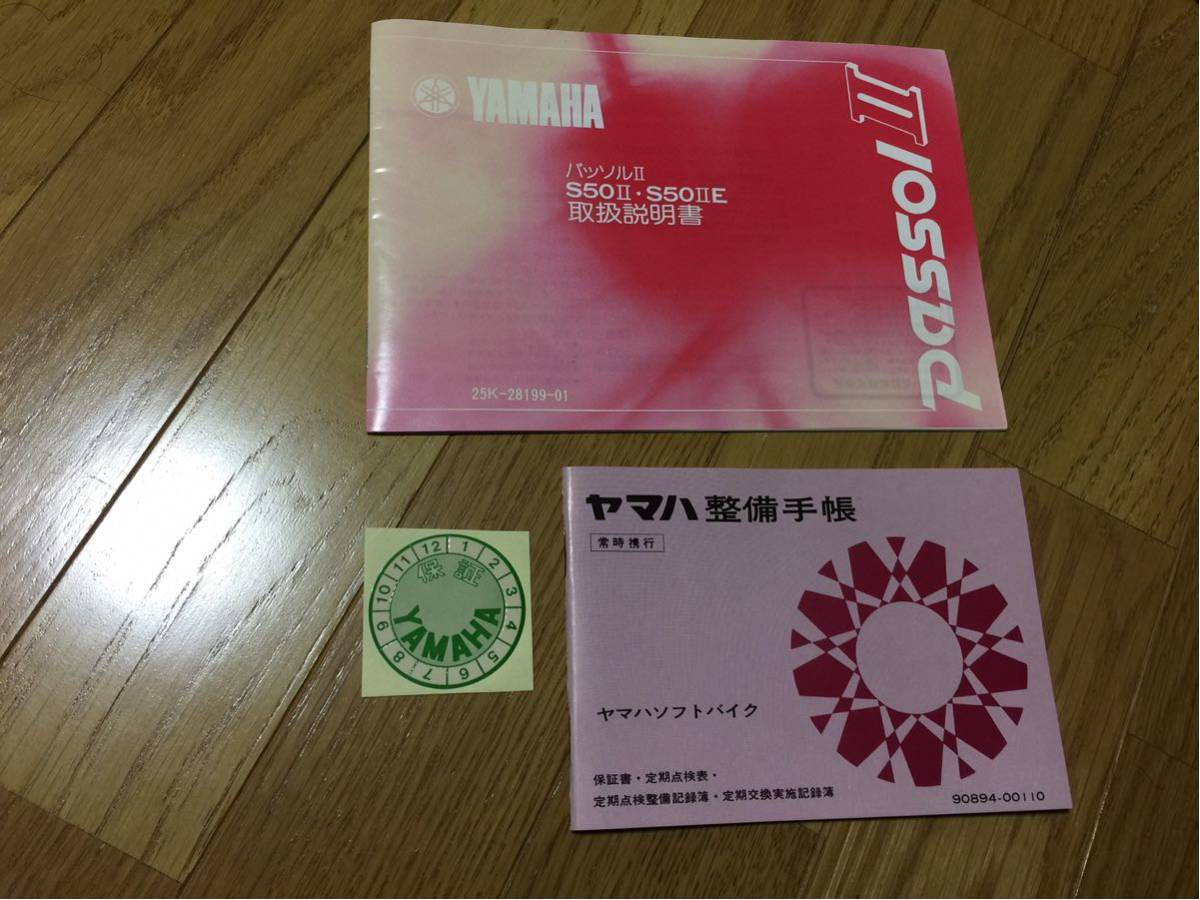 YAMAHA
パッソルII
S50II・S50IIE
取扱説明書
25K-28199-01
passol II
12 1 2 3 4 5 6 7 8 9 10 11
保証
YAMAHA
ヤマハ 整備手帳
常時携行
ヤマハソフトバイク
保証書・定期点検表・
定期点検整備記録簿・定期交換実施記録簿
90894-00110